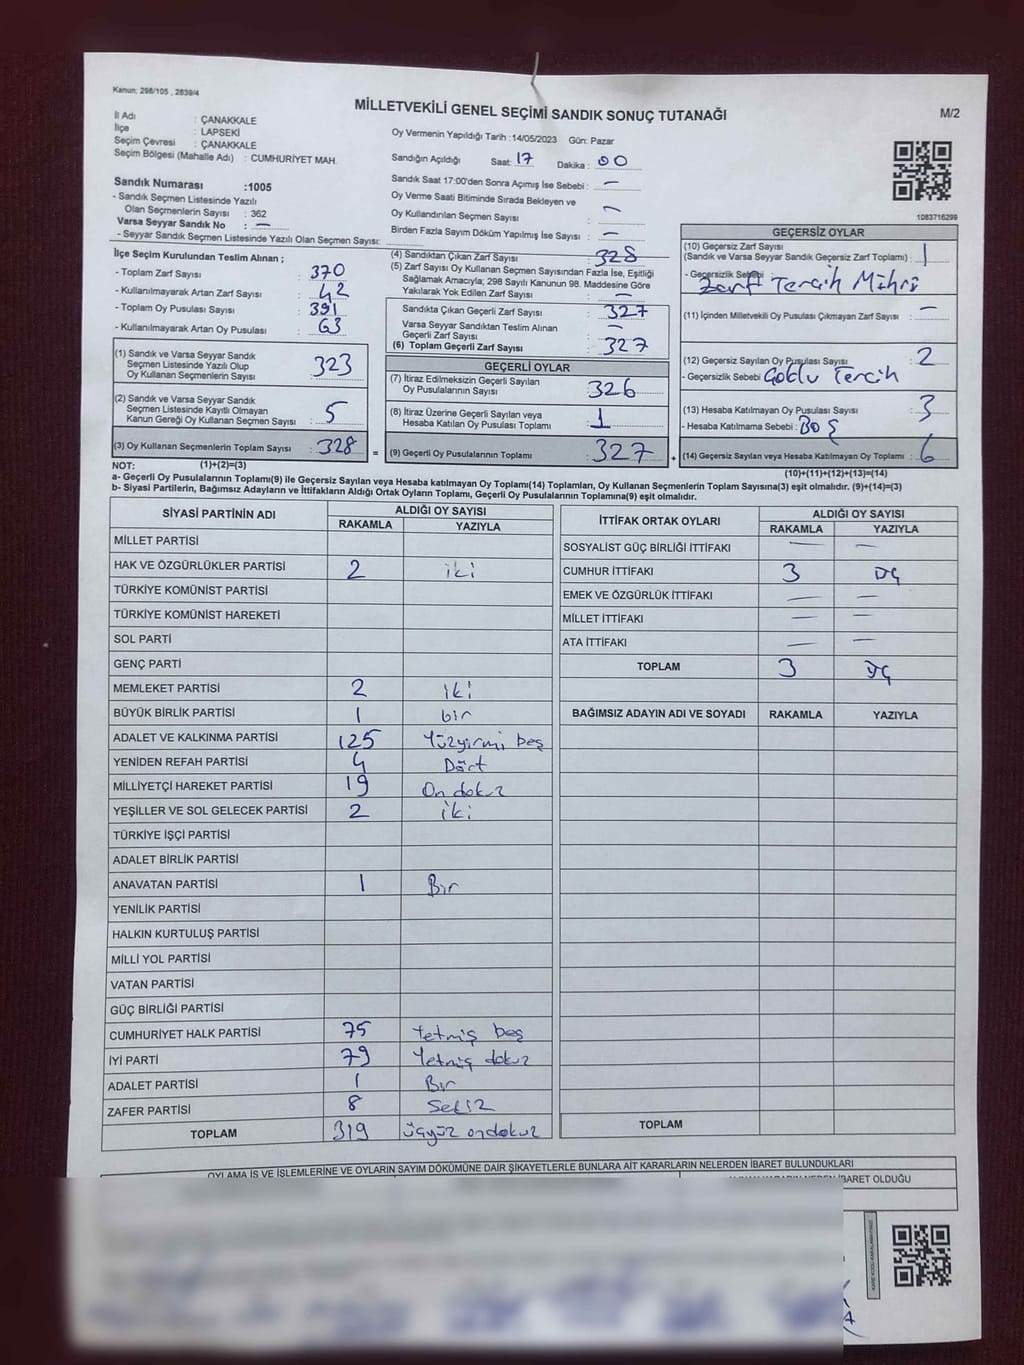 Kanun; 298/105 , 2839/4
MİLLETVEKİLİ GENEL SEÇİMİ SANDIK SONUÇ TUTANAĞI
M/2
İl Adı : ÇANAKKALE
İlçe : LAPSEKİ
Seçim Çevresi : ÇANAKKALE
Seçim Bölgesi (Mahalle Adı) : CUMHURİYET MAH.
Oy Vermenin Yapıldığı Tarih : 14/05/2023 Gün: Pazar
Sandığın Açıldığı Saat: 17 Dakika : 00
Sandık Saat 17:00'den Sonra Açımış İse Sebebi : —
Oy Verme Saati Bitiminde Sırada Bekleyen ve
Oy Kullandırılan Seçmen Sayısı : —
Birden Fazla Sayım Döküm Yapılmış İse Sayısı : —
1083716299
Sandık Numarası :1005
- Sandık Seçmen Listesinde Yazılı
Olan Seçmenlerin Sayısı : 362
Varsa Seyyar Sandık No : —
- Seyyar Sandık Seçmen Listesinde Yazılı Olan Seçmen Sayısı:
İlçe Seçim Kurulundan Teslim Alınan ;
- Toplam Zarf Sayısı : 370
- Kullanılmayarak Artan Zarf Sayısı : 42
- Toplam Oy Pusulası Sayısı : 391
- Kullanılmayarak Artan Oy Pusulası : 63
(1) Sandık ve Varsa Seyyar Sandık
Seçmen Listesinde Yazılı Olup
Oy Kullanan Seçmenlerin Sayısı : 323
(2) Sandık ve Varsa Seyyar Sandık
Seçmen Listesinde Kayıtlı Olmayan
Kanun Gereği Oy Kullanan Seçmen Sayısı : 5
(3) Oy Kullanan Seçmenlerin Toplam Sayısı : 328 =
(4) Sandıktan Çıkan Zarf Sayısı : 328
(5) Zarf Sayısı Oy Kullanan Seçmen Sayısından Fazla İse, Eşitliği
Sağlamak Amacıyla; 298 Sayılı Kanunun 98. Maddesine Göre
Yakılarak Yok Edilen Zarf Sayısı : —
Sandıkta Çıkan Geçerli Zarf Sayısı : 327
Varsa Seyyar Sandıktan Teslim Alınan
Geçerli Zarf Sayısı : —
(6) Toplam Geçerli Zarf Sayısı : 327
GEÇERLİ OYLAR
(7) İtiraz Edilmeksizin Geçerli Sayılan
Oy Pusulalarının Sayısı : 326
(8) İtiraz Üzerine Geçerli Sayılan veya
Hesaba Katılan Oy Pusulası Toplamı : 1
(9) Geçerli Oy Pusulalarının Toplamı : 327 +
GEÇERSİZ OYLAR
(10) Geçersiz Zarf Sayısı
(Sandık ve Varsa Seyyar Sandık Geçersiz Zarf Toplamı) : 1
- Geçersizlik Sebebi : Zarf Tercih Mührü
(11) İçinden Milletvekili Oy Pusulası Çıkmayan Zarf Sayısı : —
(12) Geçersiz Sayılan Oy Pusulası Sayısı : 2
- Geçersizlik Sebebi : Çoklu Tercih
(13) Hesaba Katılmayan Oy Pusulası Sayısı : 3
- Hesaba Katılmama Sebebi : BOŞ
(14) Geçersiz Sayılan veya Hesaba Katılmayan Oy Toplamı : 6
NOT: (1)+(2)=(3)
(10)+(11)+(12)+(13)=(14)
a- Geçerli Oy Pusulalarının Toplamı(9) ile Geçersiz Sayılan veya Hesaba katılmayan Oy Toplamı(14) Toplamları, Oy Kullanan Seçmenlerin Toplam Sayısına(3) eşit olmalıdır. (9)+(14)=(3)
b- Siyasi Partilerin, Bağımsız Adayların ve İttifakların Aldığı Ortak Oyların Toplamı, Geçerli Oy Pusulalarının Toplamına(9) eşit olmalıdır.
SİYASİ PARTİNİN ADI ALDIĞI OY SAYISI
RAKAMLA YAZIYLA
MİLLET PARTİSİ
HAK VE ÖZGÜRLÜKLER PARTİSİ 2 iki
TÜRKİYE KOMÜNİST PARTİSİ
TÜRKİYE KOMÜNİST HAREKETİ
SOL PARTİ
GENÇ PARTİ
MEMLEKET PARTİSİ 2 iki
BÜYÜK BİRLİK PARTİSİ 1 bir
ADALET VE KALKINMA PARTİSİ 125 Yüzyirmi beş
YENİDEN REFAH PARTİSİ 4 Dört
MİLLİYETÇİ HAREKET PARTİSİ 19 On dokuz
YEŞİLLER VE SOL GELECEK PARTİSİ 2 iki
TÜRKİYE İŞÇİ PARTİSİ
ADALET BİRLİK PARTİSİ
ANAVATAN PARTİSİ 1 Bir
YENİLİK PARTİSİ
HALKIN KURTULUŞ PARTİSİ
MİLLİ YOL PARTİSİ
VATAN PARTİSİ
GÜÇ BİRLİĞİ PARTİSİ
CUMHURİYET HALK PARTİSİ 75 Yetmiş beş
İYİ PARTİ 79 Yetmiş dokuz
ADALET PARTİSİ 1 Bir
ZAFER PARTİSİ 8 Sekiz
TOPLAM 319 üçyüz ondokuz
İTTİFAK ORTAK OYLARI ALDIĞI OY SAYISI
RAKAMLA YAZIYLA
SOSYALİST GÜÇ BİRLİĞİ İTTİFAKI — —
CUMHUR İTTİFAKI 3 üç
EMEK VE ÖZGÜRLÜK İTTİFAKI — —
MİLLET İTTİFAKI — —
ATA İTTİFAKI — —
TOPLAM 3 üç
BAĞIMSIZ ADAYIN ADI VE SOYADI RAKAMLA YAZIYLA
TOPLAM
OYLAMA İŞ VE İŞLEMLERİNE VE OYLARIN SAYIM DÖKÜMÜNE DAİR ŞİKAYETLERLE BUNLARA AİT KARARLARIN NELERDEN İBARET BULUNDUKLARI
İBARET OLDUĞU